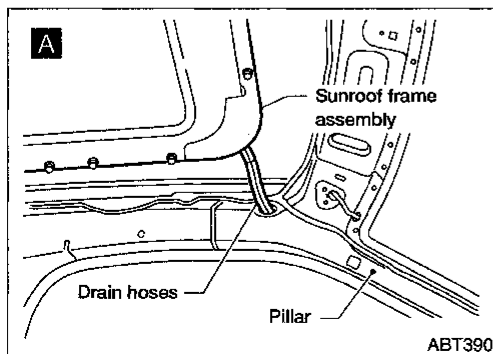 A
Sunroof frame
assembly
Drain hoses
Pillar
ABT390